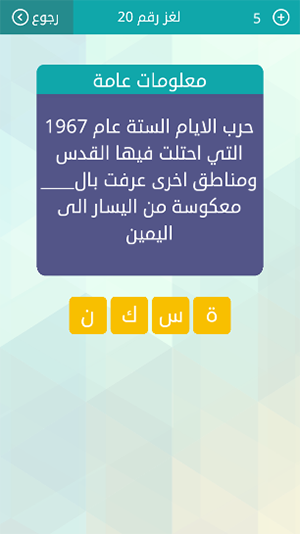 رجوع
لغز رقم 20
5
معلومات عامة
حرب الايام الستة عام 1967
التي احتلت فيها القدس
ومناطق اخرى عرفت بال____
معكوسة من اليسار الى
اليمين
ن ك س ة